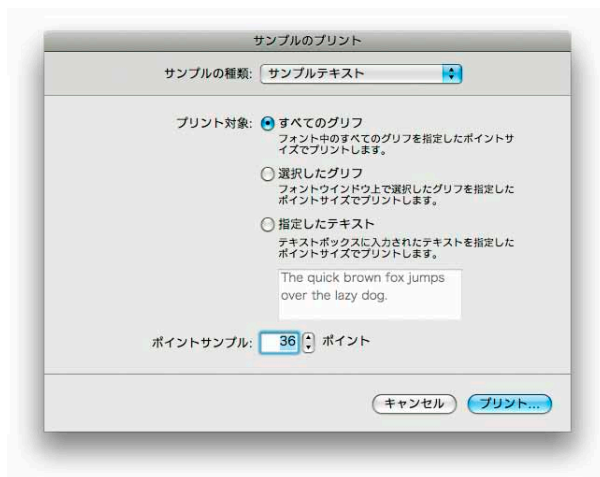 サンプルのプリント
サンプルの種類: サンプルテキスト
プリント対象: すべてのグリフ
フォント中のすべてのグリフを指定したポイントサ
イズでプリントします。
選択したグリフ
フォントウインドウ上で選択したグリフを指定した
ポイントサイズでプリントします。
指定したテキスト
テキストボックスに入力されたテキストを指定した
ポイントサイズでプリントします。
The quick brown fox jumps
over the lazy dog.
ポイントサンプル: 36 ポイント
キャンセル プリント...